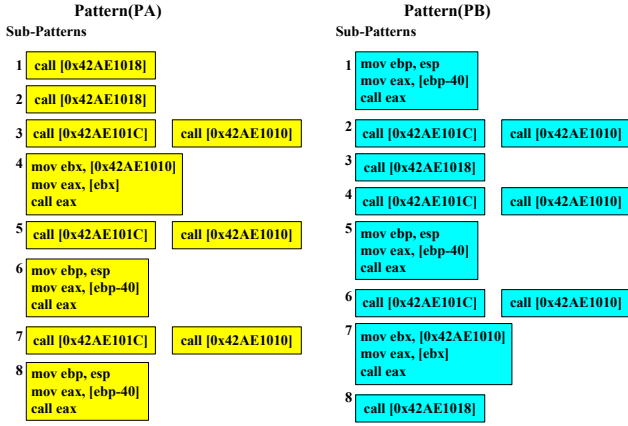 Pattern(PA)
Sub-Patterns
1 call [0x42AE1018]
2 call [0x42AE1018]
3 call [0x42AE101C] call [0x42AE1010]
4 mov ebx, [0x42AE1010]
mov eax, [ebx]
call eax
5 call [0x42AE101C] call [0x42AE1010]
6 mov ebp, esp
mov eax, [ebp-40]
call eax
7 call [0x42AE101C] call [0x42AE1010]
8 mov ebp, esp
mov eax, [ebp-40]
call eax
Pattern(PB)
Sub-Patterns
1 mov ebp, esp
mov eax, [ebp-40]
call eax
2 call [0x42AE101C] call [0x42AE1010]
3 call [0x42AE1018]
4 call [0x42AE101C] call [0x42AE1010]
5 mov ebp, esp
mov eax, [ebp-40]
call eax
6 call [0x42AE101C] call [0x42AE1010]
7 mov ebx, [0x42AE1010]
mov eax, [ebx]
call eax
8 call [0x42AE1018]